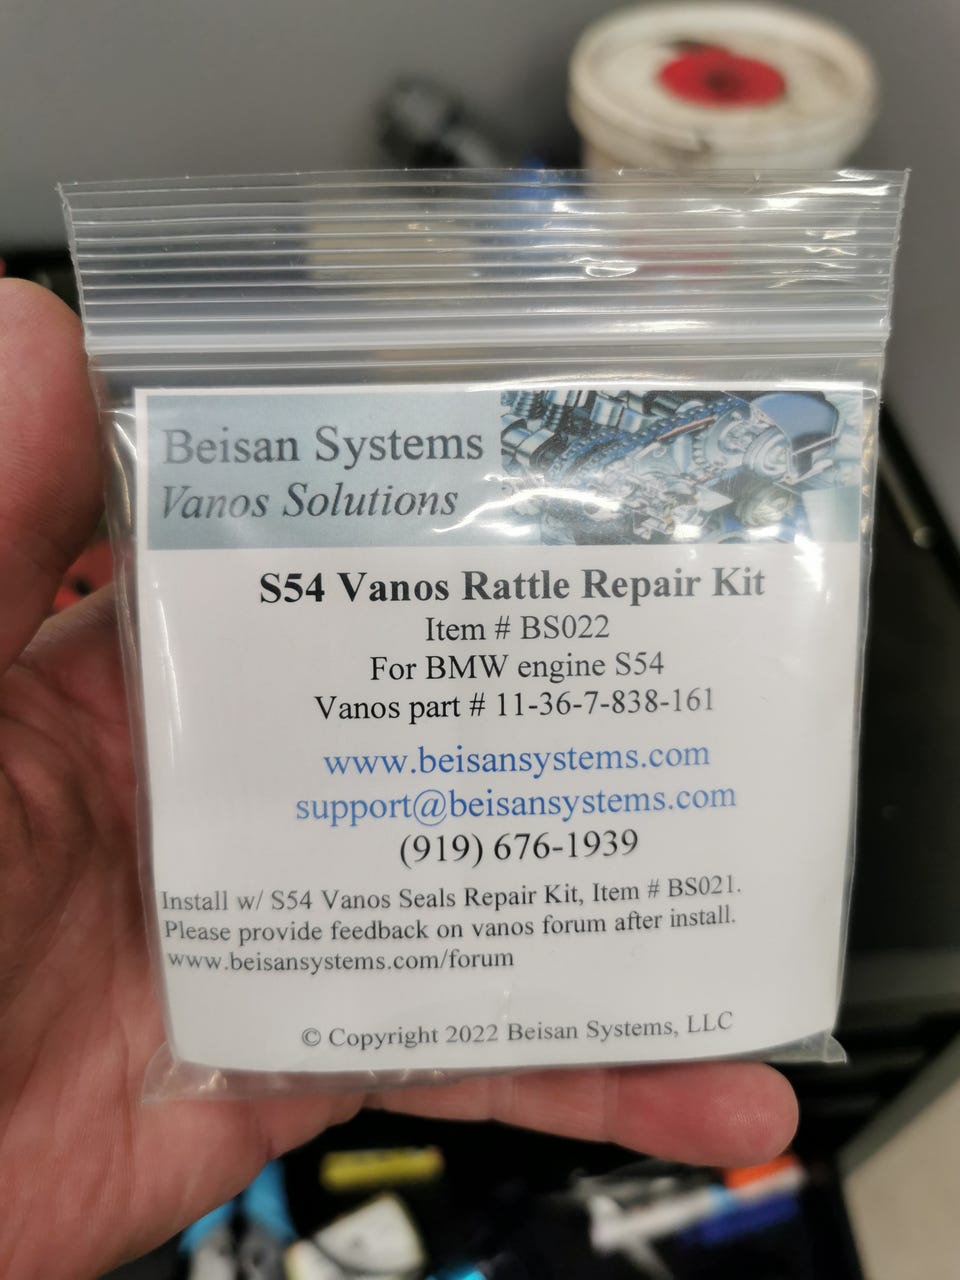 Beisan Systems
Vanos Solutions
S54 Vanos Rattle Repair Kit
Item # BS022
For BMW engine S54
Vanos part # 11-36-7-838-161
www.beisansystems.com
support@beisansystems.com
(919) 676-1939
Install w/ S54 Vanos Seals Repair Kit, Item # BS021.
Please provide feedback on vanos forum after install.
www.beisansystems.com/forum
© Copyright 2022 Beisan Systems, LLC